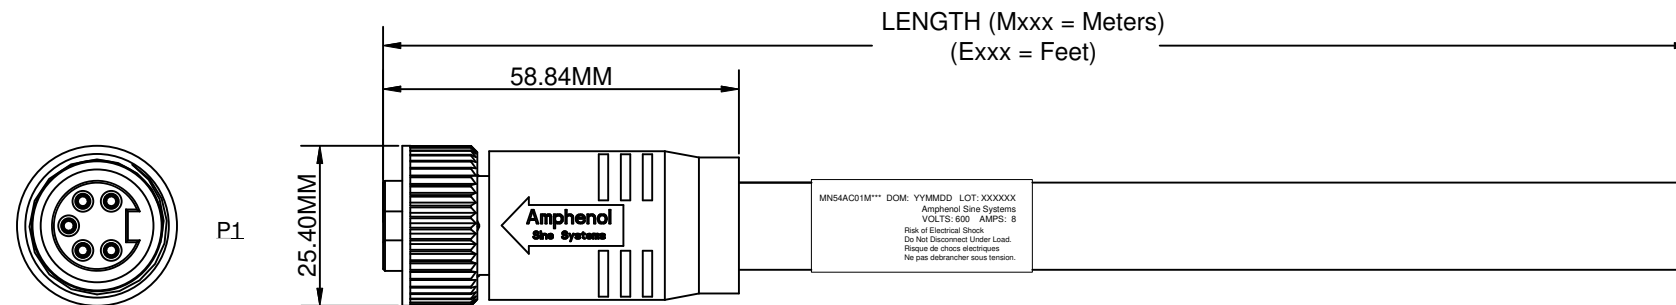 LENGTH (Mxxx = Meters)
(Exxx = Feet)
58.84MM
P1
25.40MM
Amphenol
Sine Systems
MN54AC01M*** DOM: YYMMDD LOT: XXXXXX
Amphenol Sine Systems
VOLTS: 600 AMPS: 8
Risk of Electrical Shock
Do Not Disconnect Under Load.
Risque de chocs electriques
Ne pas debrancher sous tension.